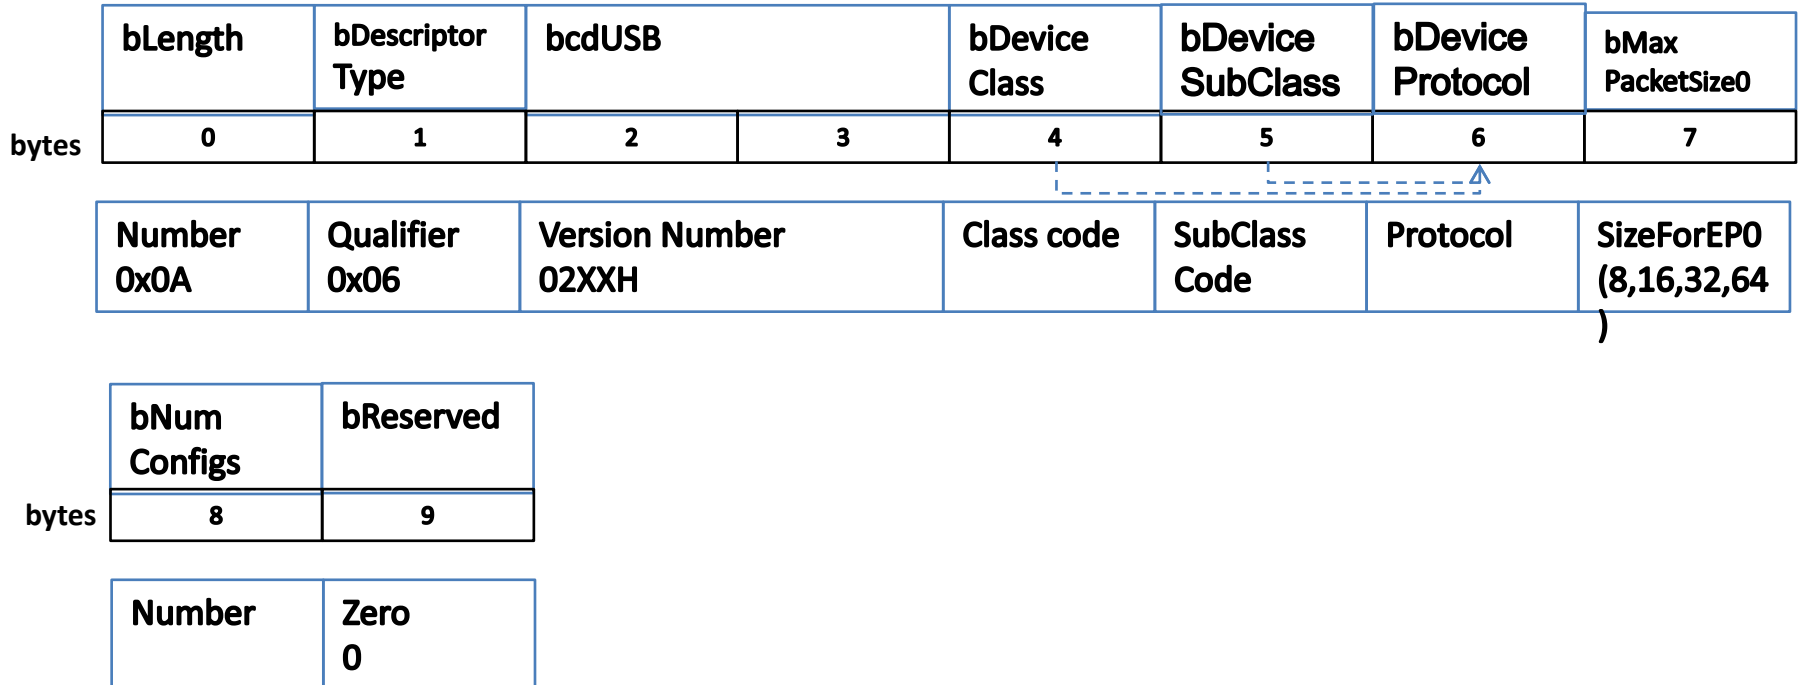 bLength
bDescriptor
Type
bcdUSB
bDevice
Class
bDevice
SubClass
bDevice
Protocol
bMax
PacketSize0
bytes
0
1
2
3
4
5
6
7
Number
0x0A
Qualifier
0x06
Version Number
02XXH
Class code
SubClass
Code
Protocol
SizeForEP0
(8,16,32,64
)
bNum
Configs
bReserved
bytes
8
9
Number
Zero
0